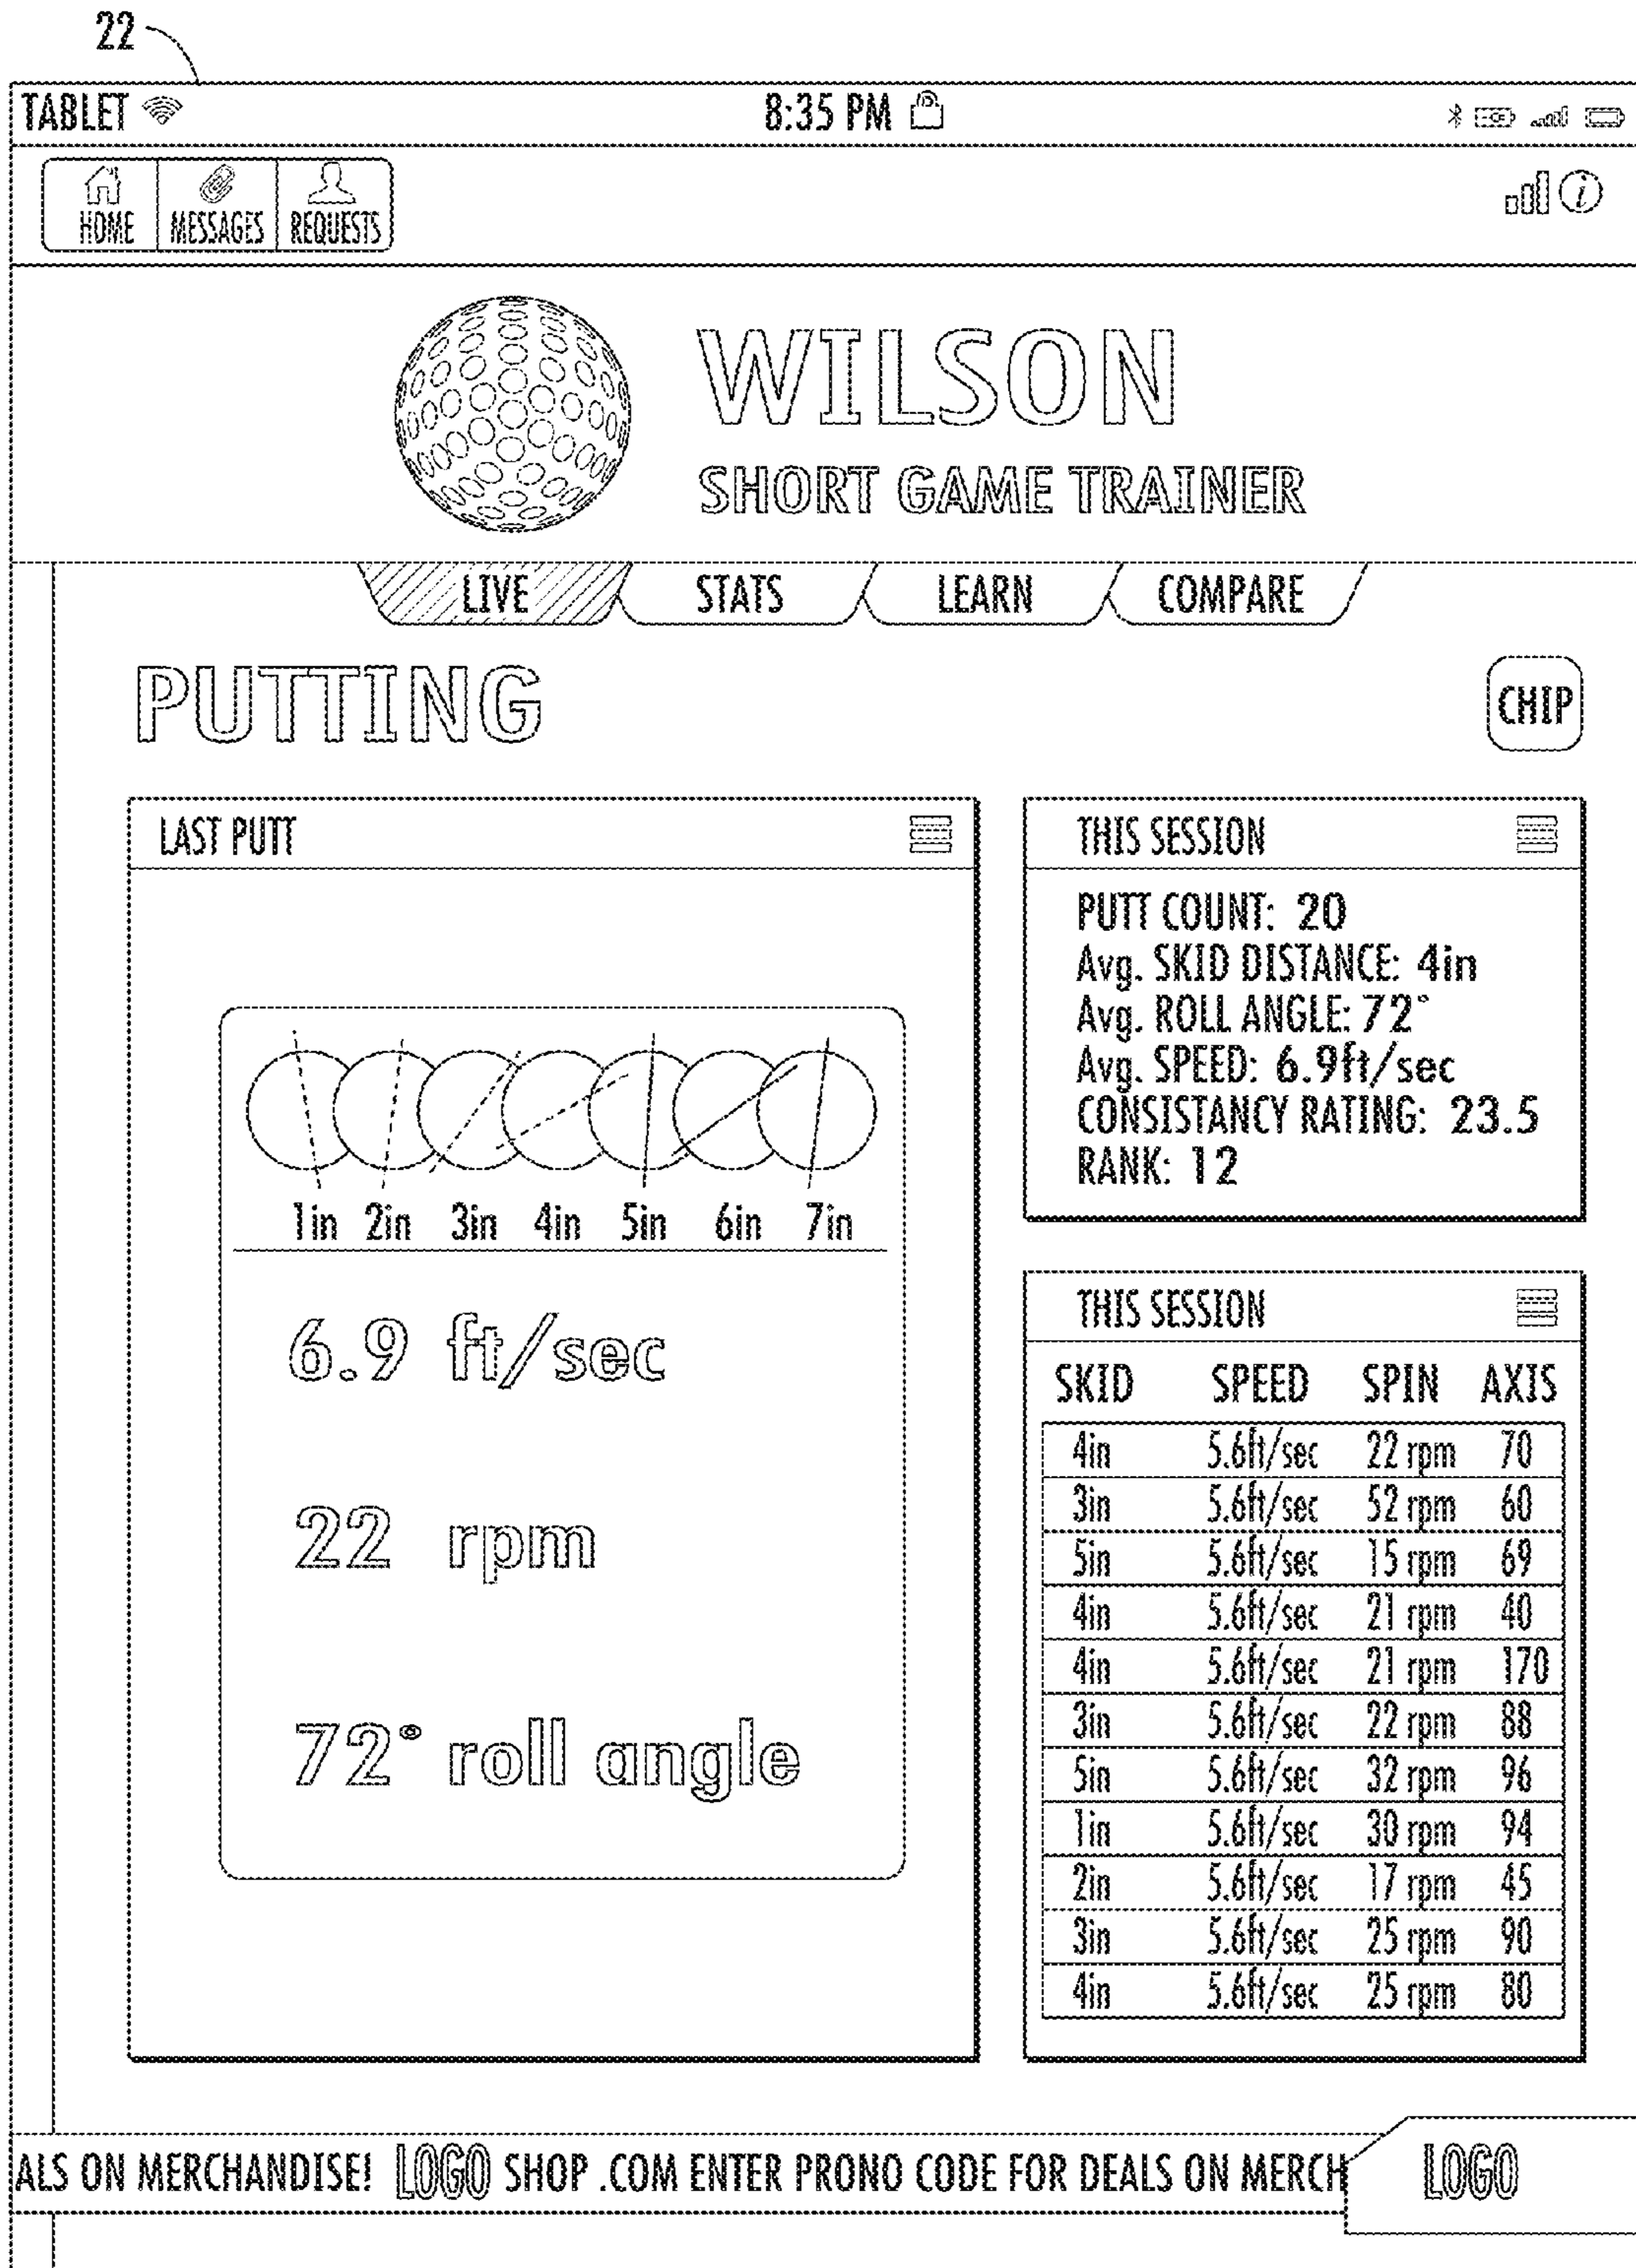 22
TABLET 8:35 PM
HOME MESSAGES REQUESTS
i
WILSON
SHORT GAME TRAINER
LIVE STATS LEARN COMPARE
PUTTING
CHIP
LAST PUTT
1in 2in 3in 4in 5in 6in 7in
6.9 ft/sec
22 rpm
72° roll angle
THIS SESSION
PUTT COUNT: 20
Avg. SKID DISTANCE: 4in
Avg. ROLL ANGLE: 72°
Avg. SPEED: 6.9ft/sec
CONSISTANCY RATING: 23.5
RANK: 12
THIS SESSION
SKID SPEED SPIN AXIS
4in 5.6ft/sec 22 rpm 70
3in 5.6ft/sec 52 rpm 60
5in 5.6ft/sec 15 rpm 69
4in 5.6ft/sec 21 rpm 40
4in 5.6ft/sec 21 rpm 170
3in 5.6ft/sec 22 rpm 88
5in 5.6ft/sec 32 rpm 96
1in 5.6ft/sec 30 rpm 94
2in 5.6ft/sec 17 rpm 45
3in 5.6ft/sec 25 rpm 90
4in 5.6ft/sec 25 rpm 80
ALS ON MERCHANDISE! LOGO SHOP .COM ENTER PRONO CODE FOR DEALS ON MERCH LOGO